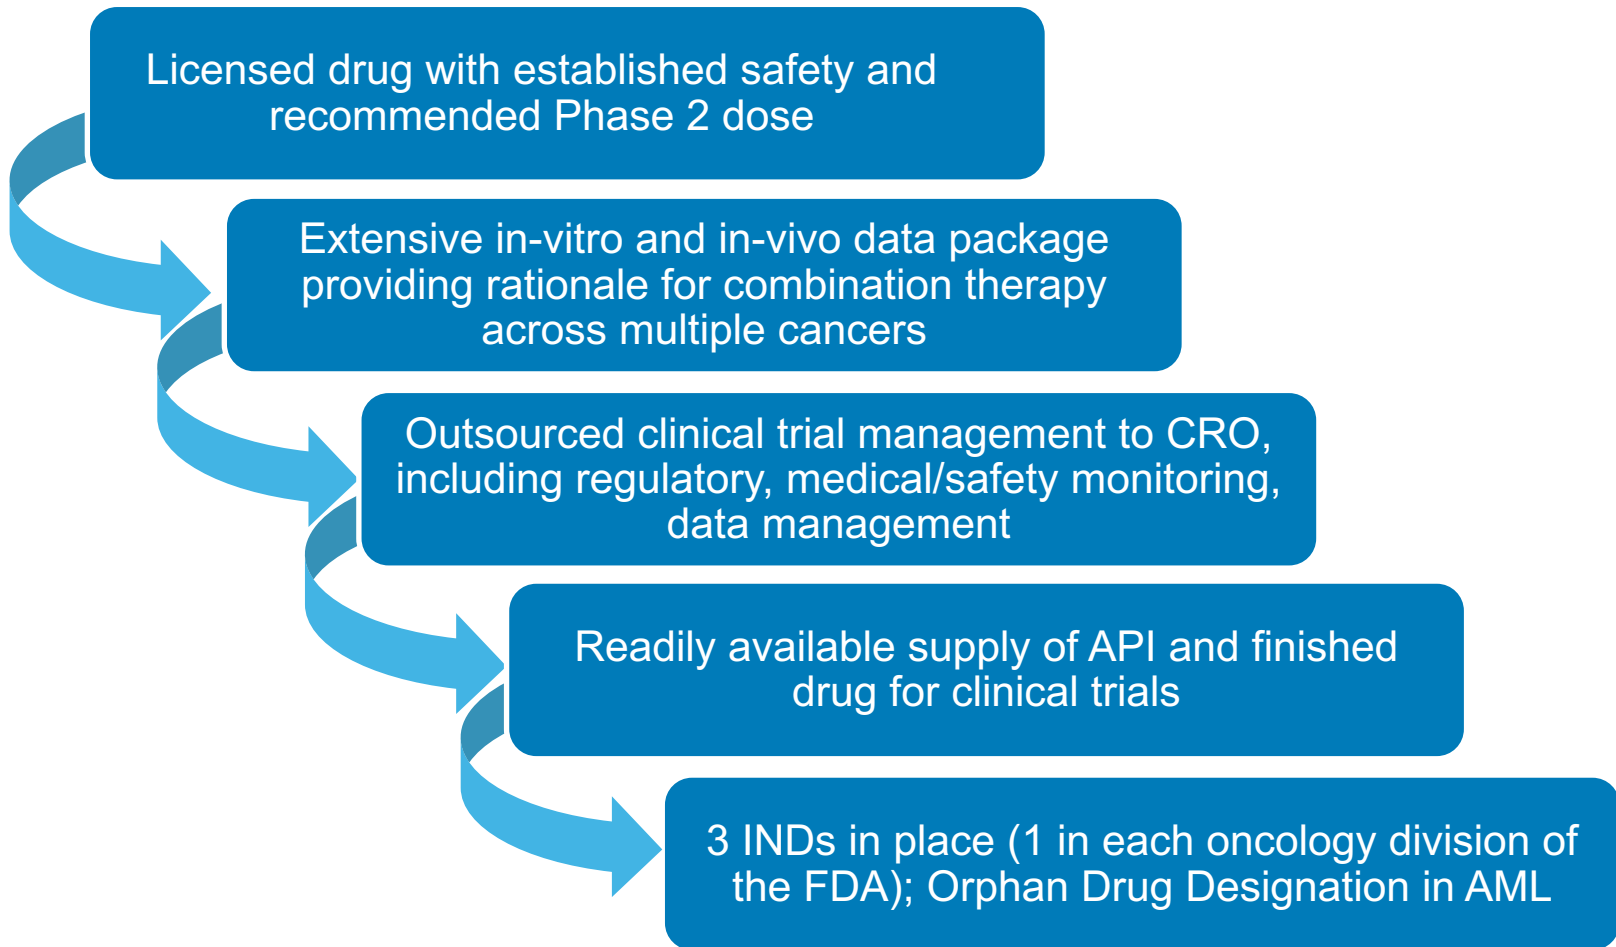 Licensed drug with established safety and
recommended Phase 2 dose
Extensive in-vitro and in-vivo data package
providing rationale for combination therapy
across multiple cancers
Outsourced clinical trial management to CRO,
including regulatory, medical/safety monitoring,
data management
Readily available supply of API and finished
drug for clinical trials
3 INDs in place (1 in each oncology division of
the FDA); Orphan Drug Designation in AML